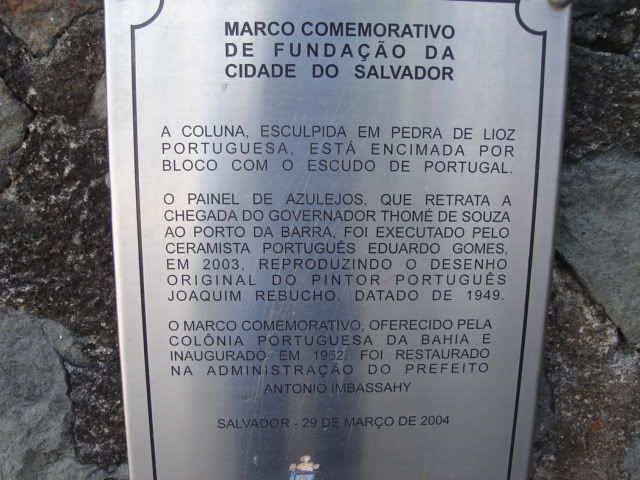 MARCO COMEMORATIVO
DE FUNDAÇÃO DA
CIDADE DO SALVADOR
A COLUNA, ESCULPIDA EM PEDRA DE LIOZ
PORTUGUESA, ESTÁ ENCIMADA POR
BLOCO COM O ESCUDO DE PORTUGAL.
O PAINEL DE AZULEJOS, QUE RETRATA A
CHEGADA DO GOVERNADOR THOMÉ DE SOUZA
AO PORTO DA BARRA, FOI EXECUTADO PELO
CERAMISTA PORTUGUÊS EDUARDO GOMES,
EM 2003, REPRODUZINDO O DESENHO
ORIGINAL DO PINTOR PORTUGUÊS
JOAQUIM REBUCHO, DATADO DE 1949.
O MARCO COMEMORATIVO, OFERECIDO PELA
COLÔNIA PORTUGUESA DA BAHIA E
INAUGURADO EM 1952, FOI RESTAURADO
NA ADMINISTRAÇÃO DO PREFEITO
ANTONIO IMBASSAHY
SALVADOR - 29 DE MARÇO DE 2004